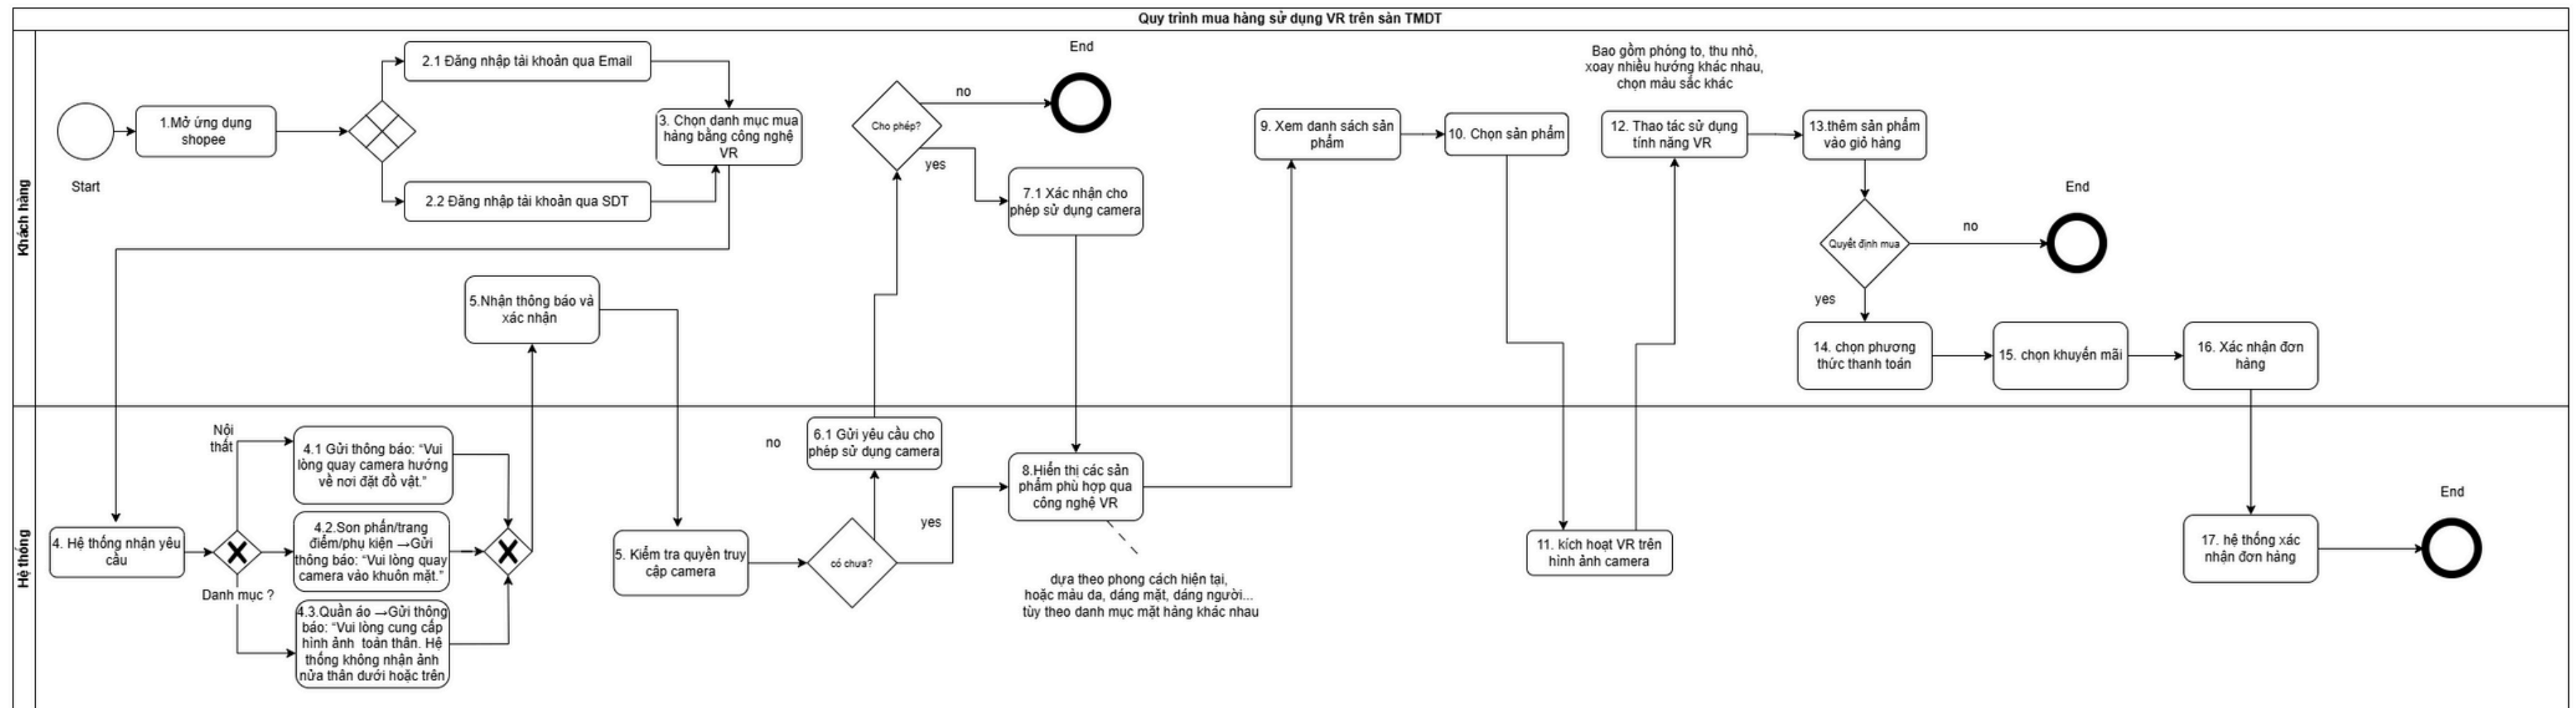 Quy trình mua hàng sử dụng VR trên sàn TMDT
Khách hàng
Start
1.Mở ứng dụng
shopee
2.1 Đăng nhập tài khoản qua Email
2.2 Đăng nhập tài khoản qua SDT
3. Chọn danh mục mua
hàng bằng công nghệ
VR
5.Nhận thông báo và
xác nhận
Cho phép?
no
End
yes
7.1 Xác nhận cho
phép sử dụng camera
9. Xem danh sách sản
phẩm
10. Chọn sản phẩm
Bao gồm phóng to, thu nhỏ,
xoay nhiều hướng khác nhau,
chọn màu sắc khác
12. Thao tác sử dụng
tính năng VR
13.thêm sản phẩm
vào giỏ hàng
Quyết định mua
no
End
yes
14. chọn phương
thức thanh toán
15. chọn khuyến mãi
16. Xác nhận đơn
hàng
Hệ thống
4. Hệ thống nhận yêu
cầu
Nội
thất
Danh mục ?
4.1 Gửi thông báo: “Vui
lòng quay camera hướng
về nơi đặt đồ vật.”
4.2.Son phấn/trang
điểm/phụ kiện →Gửi
thông báo: “Vui lòng quay
camera vào khuôn mặt.”
4.3.Quần áo →Gửi thông
báo: “Vui lòng cung cấp
hình ảnh toàn thân. Hệ
thống không nhận ảnh
nửa thân dưới hoặc trên
5. Kiểm tra quyền truy
cập camera
có chưa?
no
6.1 Gửi yêu cầu cho
phép sử dụng camera
yes
8.Hiển thị các sản
phẩm phù hợp qua
công nghệ VR
dựa theo phong cách hiện tại,
hoặc màu da, dáng mặt, dáng người...
tùy theo danh mục mặt hàng khác nhau
11. kích hoạt VR trên
hình ảnh camera
17. hệ thống xác
nhận đơn hàng
End